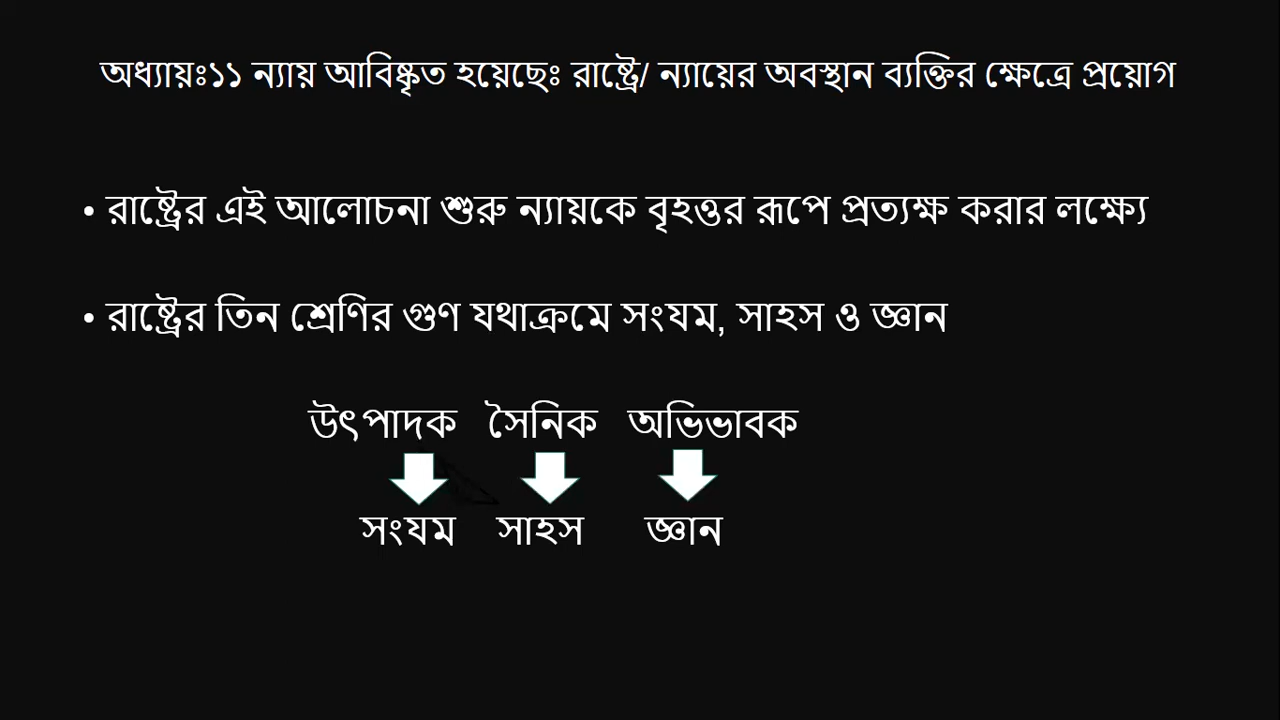 অধ্যায়ঃ১১ ন্যায় আবিষ্কৃত হয়েছেঃ রাষ্ট্রে/ ন্যায়ের অবস্থান ব্যক্তির ক্ষেত্রে প্রয়োগ
• রাষ্ট্রের এই আলোচনা শুরু ন্যায়কে বৃহত্তর রূপে প্রত্যক্ষ করার লক্ষ্যে
• রাষ্ট্রের তিন শ্রেণির গুণ যথাক্রমে সংযম, সাহস ও জ্ঞান
উৎপাদক সৈনিক অভিভাবক
সংযম সাহস জ্ঞান